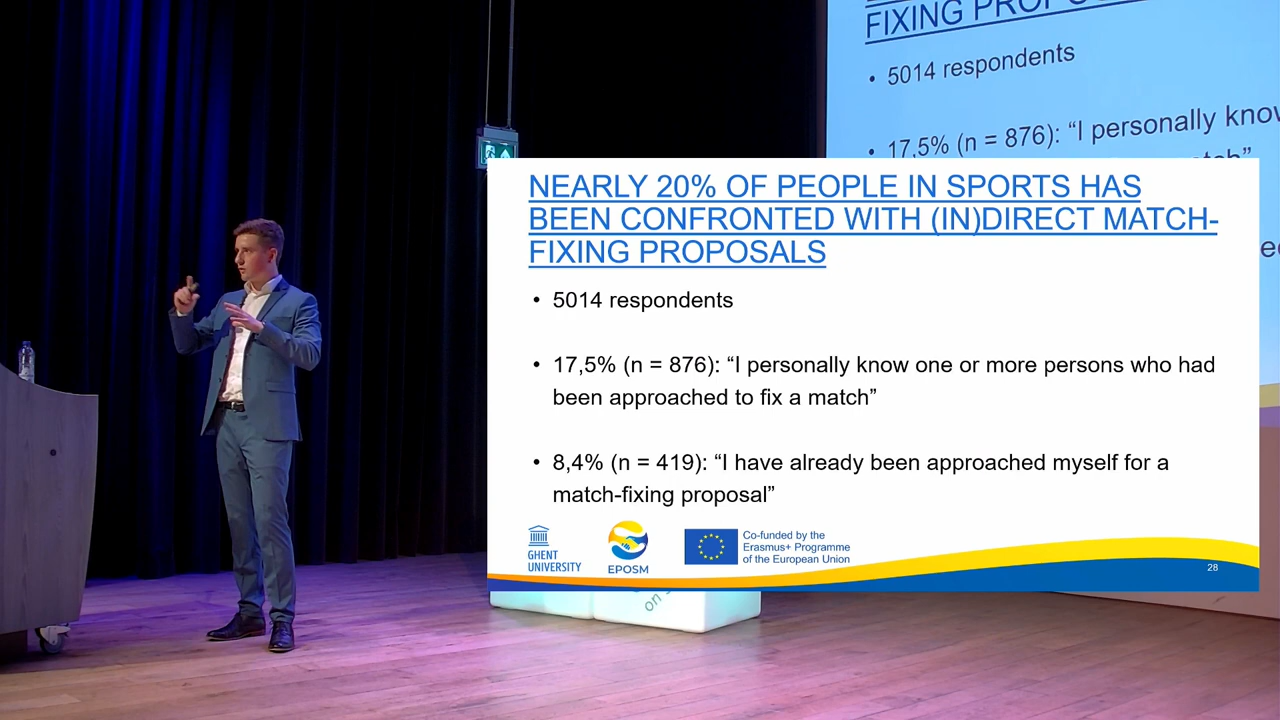 FIXING PROPOS
• 5014 respondents
• 17,5% (n = 876): “I personally know
NEARLY 20% OF PEOPLE IN SPORTS HAS
BEEN CONFRONTED WITH (IN)DIRECT MATCH-
FIXING PROPOSALS
• 5014 respondents
• 17,5% (n = 876): “I personally know one or more persons who had
been approached to fix a match”
• 8,4% (n = 419): “I have already been approached myself for a
match-fixing proposal”
GHENT
UNIVERSITY
EPOSM
Co-funded by the
Erasmus+ Programme
of the European Union
28
on